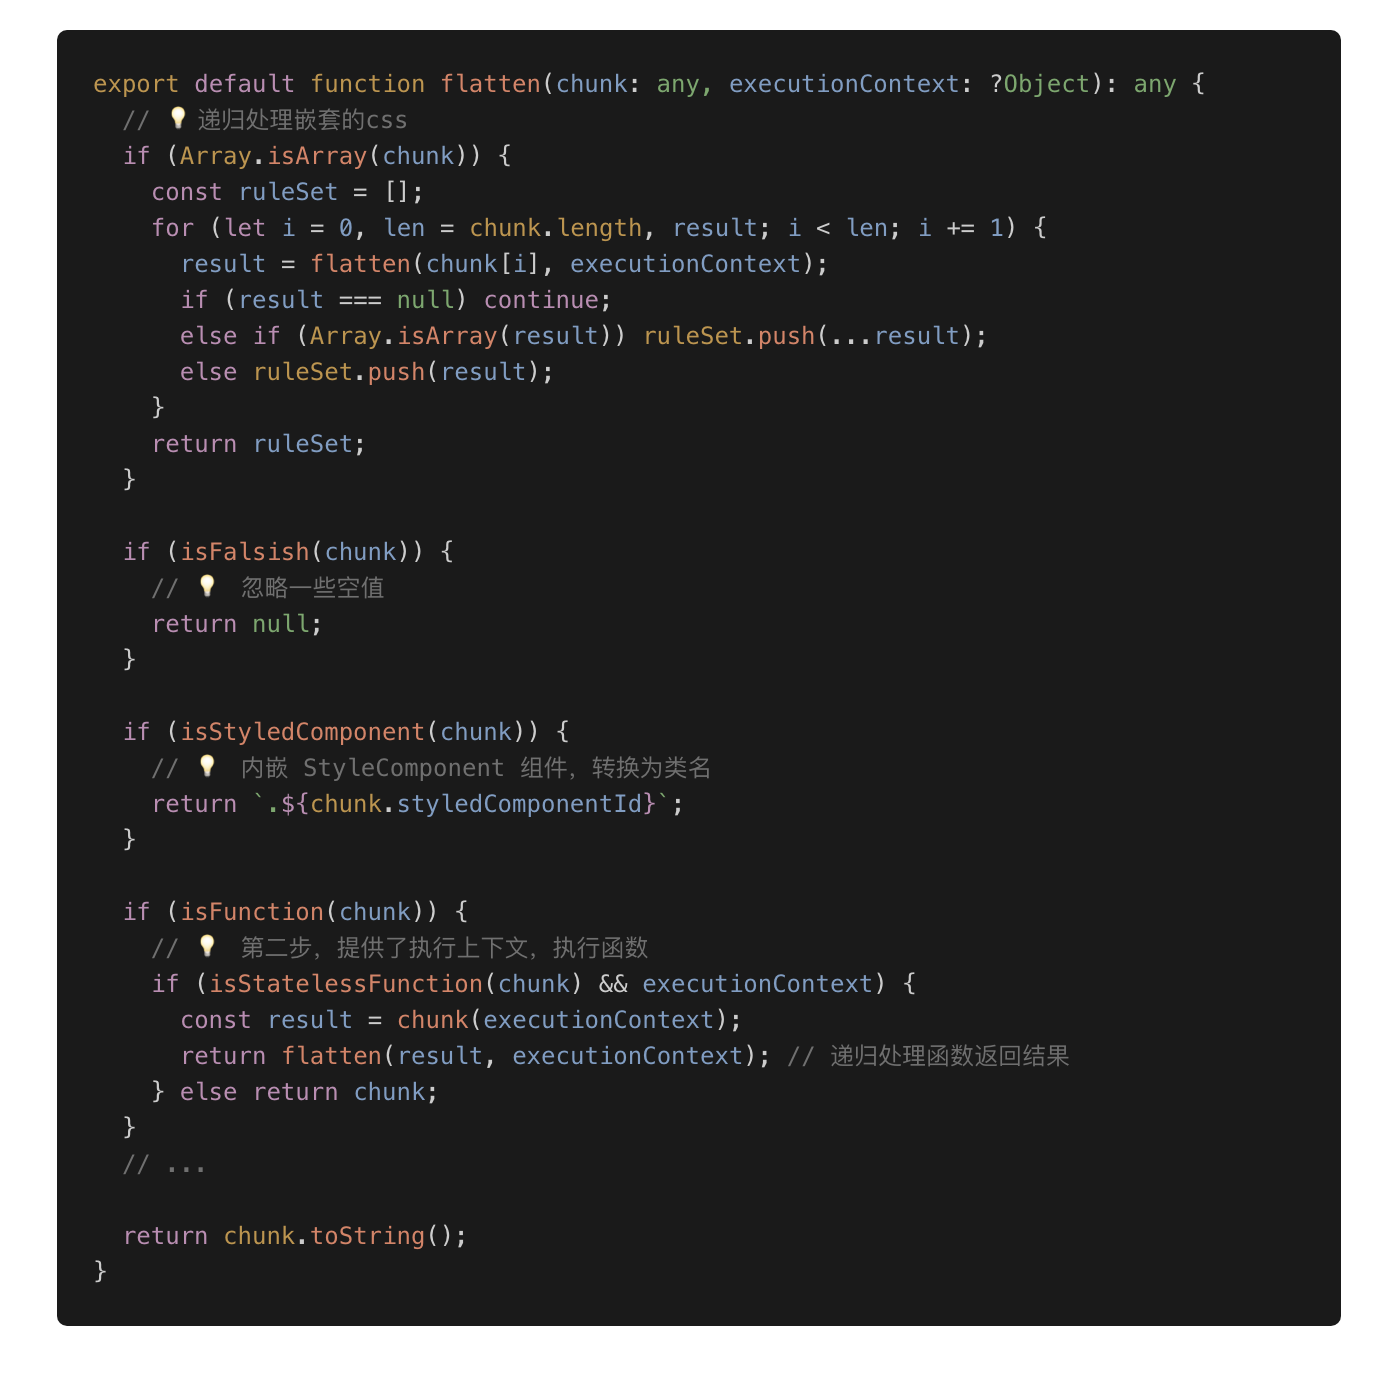 export default function flatten(chunk: any, executionContext: ?Object): any {
  // 💡递归处理嵌套的css
  if (Array.isArray(chunk)) {
    const ruleSet = [];
    for (let i = 0, len = chunk.length, result; i < len; i += 1) {
      result = flatten(chunk[i], executionContext);
      if (result === null) continue;
      else if (Array.isArray(result)) ruleSet.push(...result);
      else ruleSet.push(result);
    }
    return ruleSet;
  }

  if (isFalsish(chunk)) {
    // 💡 忽略一些空值
    return null;
  }

  if (isStyledComponent(chunk)) {
    // 💡 内嵌 StyleComponent 组件，转换为类名
    return `.${chunk.styledComponentId}`;
  }

  if (isFunction(chunk)) {
    // 💡 第二步，提供了执行上下文，执行函数
    if (isStatelessFunction(chunk) && executionContext) {
      const result = chunk(executionContext);
      return flatten(result, executionContext); // 递归处理函数返回结果
    } else return chunk;
  }
  // ...

  return chunk.toString();
}